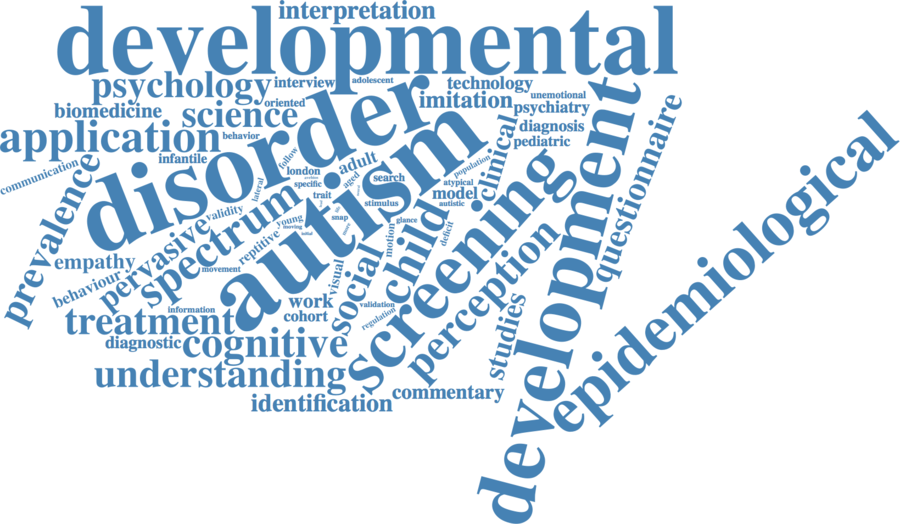 interpretation
developmental
psychology
interview
adolescent
technology
unemotional
biomedicine
science
oriented
disorder
imitation
psychiatry
application
behavior
diagnosis
pediatric
communication
infantile
follow
london
adult
clinical
population
prevalence
specific
aged
search
atypical
model
autistic
lateral
trait
stimulus
validity
spectrum
young
moving
snap
glance
autism
pervasive
reptitive
motion
deficit
child
screening
development
questionnaire
epidemiological
empathy
behaviour
movement
visual
social
perception
information
work
cohort
validation
regulation
treatment
diagnostic
cognitive
studies
understanding
commentary
identification